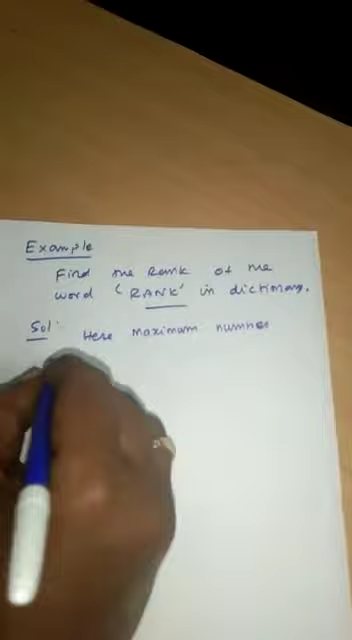 Example
Find the Rank of the
word 'RANK' in dictionary.
Sol:
Here maximum number